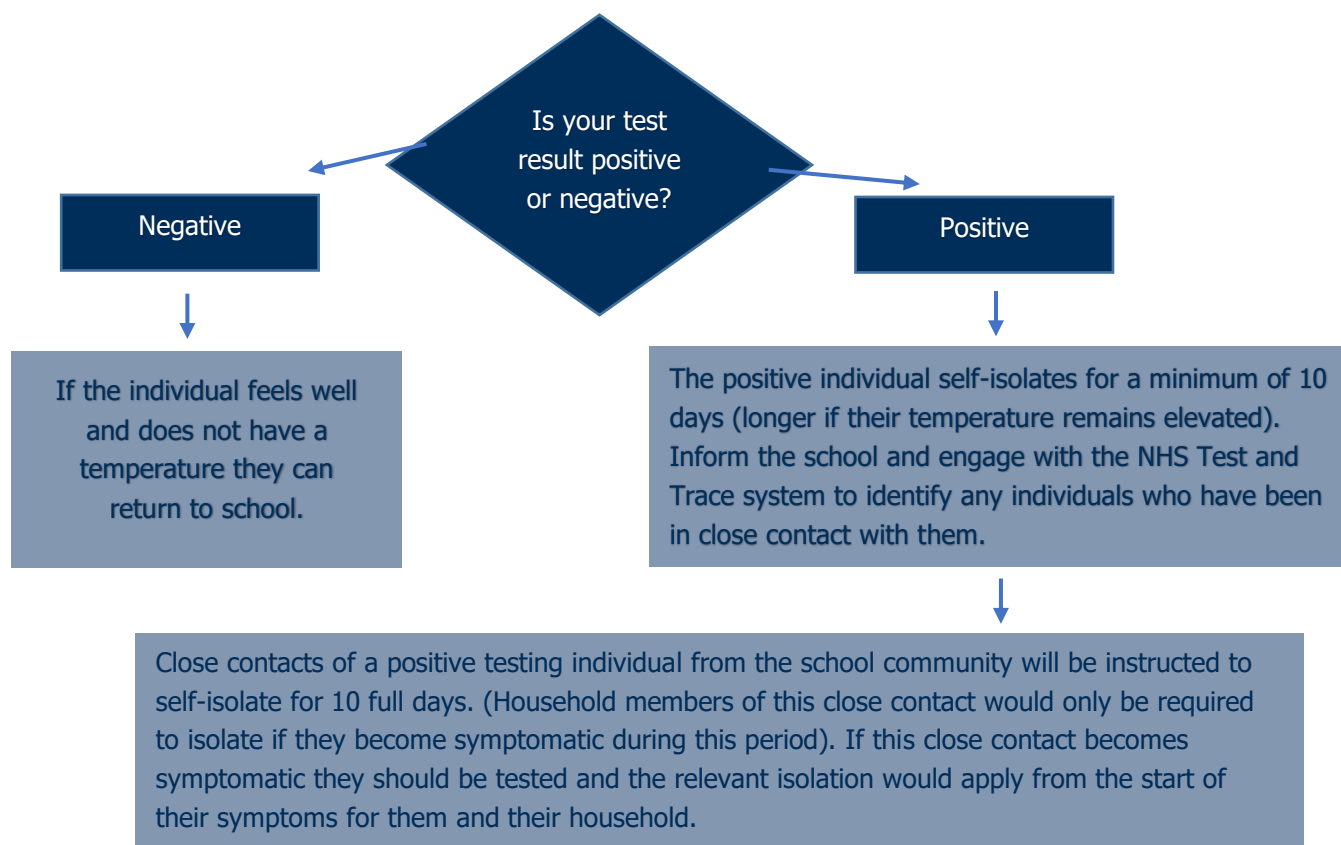 Is your test
result positive
or negative?
Negative
Positive
If the individual feels well
and does not have a
temperature they can
return to school.
The positive individual self-isolates for a minimum of 10
days (longer if their temperature remains elevated).
Inform the school and engage with the NHS Test and
Trace system to identify any individuals who have been
in close contact with them.
Close contacts of a positive testing individual from the school community will be instructed to
self-isolate for 10 full days. (Household members of this close contact would only be required
to isolate if they become symptomatic during this period). If this close contact becomes
symptomatic they should be tested and the relevant isolation would apply from the start of
their symptoms for them and their household.